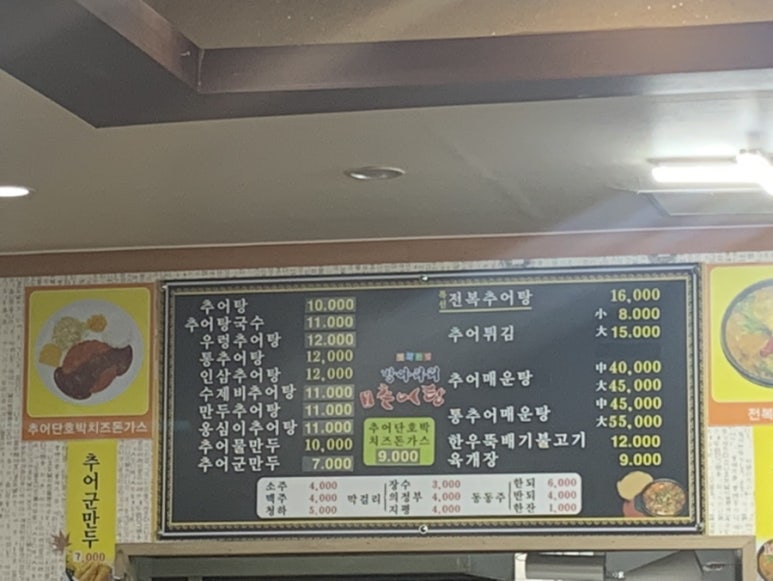 추어탕 10.000
추어탕국수 11.000
우렁추어탕 12.000
통추어탕 12,000
인삼추어탕 12,000
수제비추어탕 11.000
만두추어탕 11.000
옹심이추어탕 11.000
추어물만두 10,000
추어군만두 7.000
추어탕
추어단호박
치즈돈가스
9.000
특선 전복추어탕 16,000
추어튀김 小 8.000
大 15.000
추어매운탕 中 40,000
大 45,000
통추어매운탕 中 45,000
大 55,000
한우뚝배기불고기 12.000
육개장 9.000
소주 4,000
맥주 4,000
청하 5,000
막걸리
장수 3,000
의정부 4,000
지평 4,000
동동주
한되 6,000
반되 4,000
한잔 1,000
추어단호박치즈돈가스
추어군만두
7,000
전복